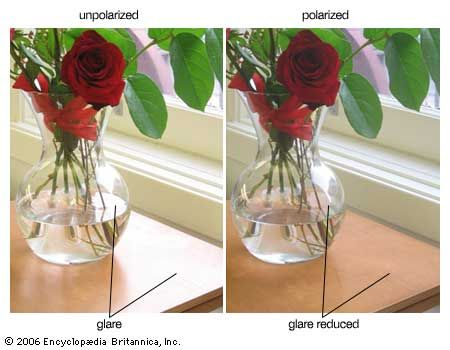 unpolarized
polarized
glare
glare reduced
© 2006 Encyclopædia Britannica, Inc.